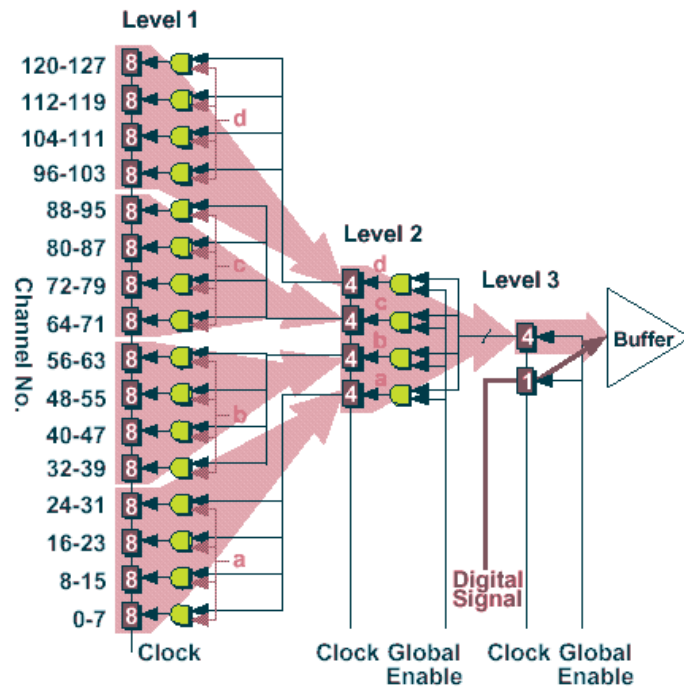 Level 1
120-127 8
112-119 8
d
104-111 8
96-103 8
88-95 8
Level 2
80-87 8
c
d
72-79 8 4
Level 3
c
64-71 8 4
4 Buffer
b
56-63 8 4
a 1
48-55 8 4
b
40-47 8
32-39 8
24-31 8
16-23 8
a
8-15 8
0-7 8
Channel No.
Digital
Signal
Clock Clock Global Clock Global
Enable Enable